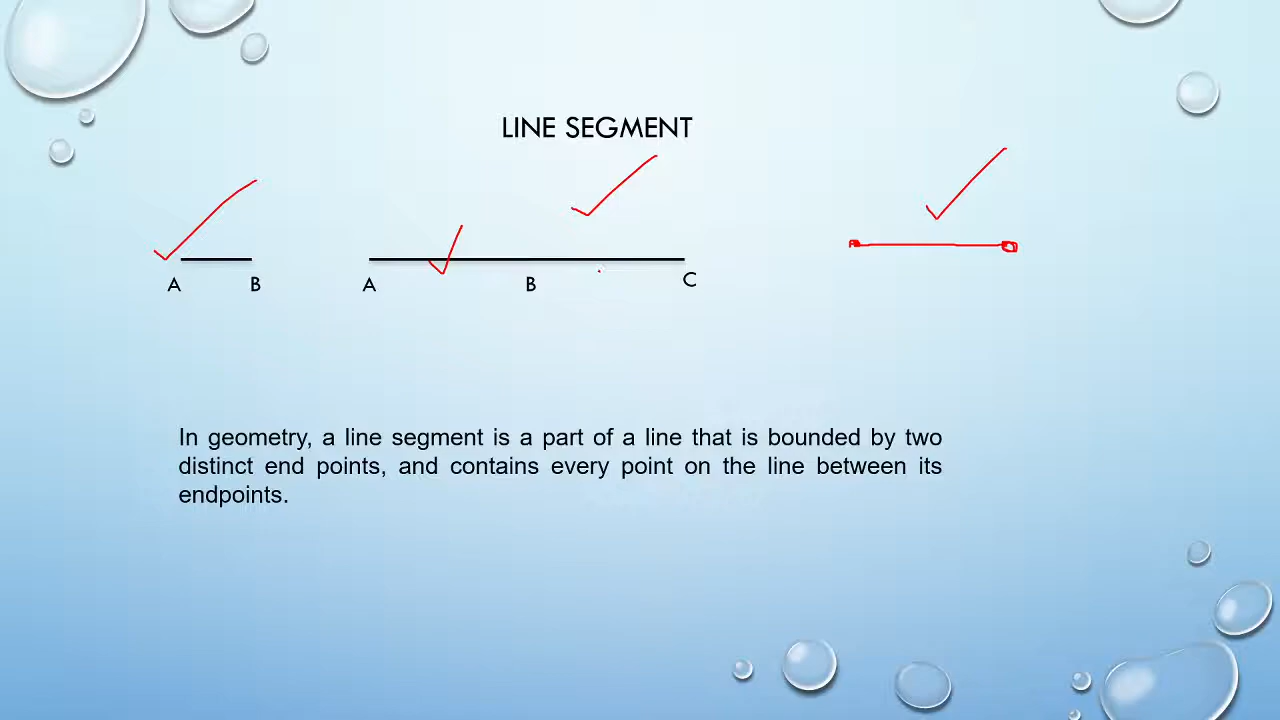 LINE SEGMENT
A B A B C
In geometry, a line segment is a part of a line that is bounded by two
distinct end points, and contains every point on the line between its
endpoints.